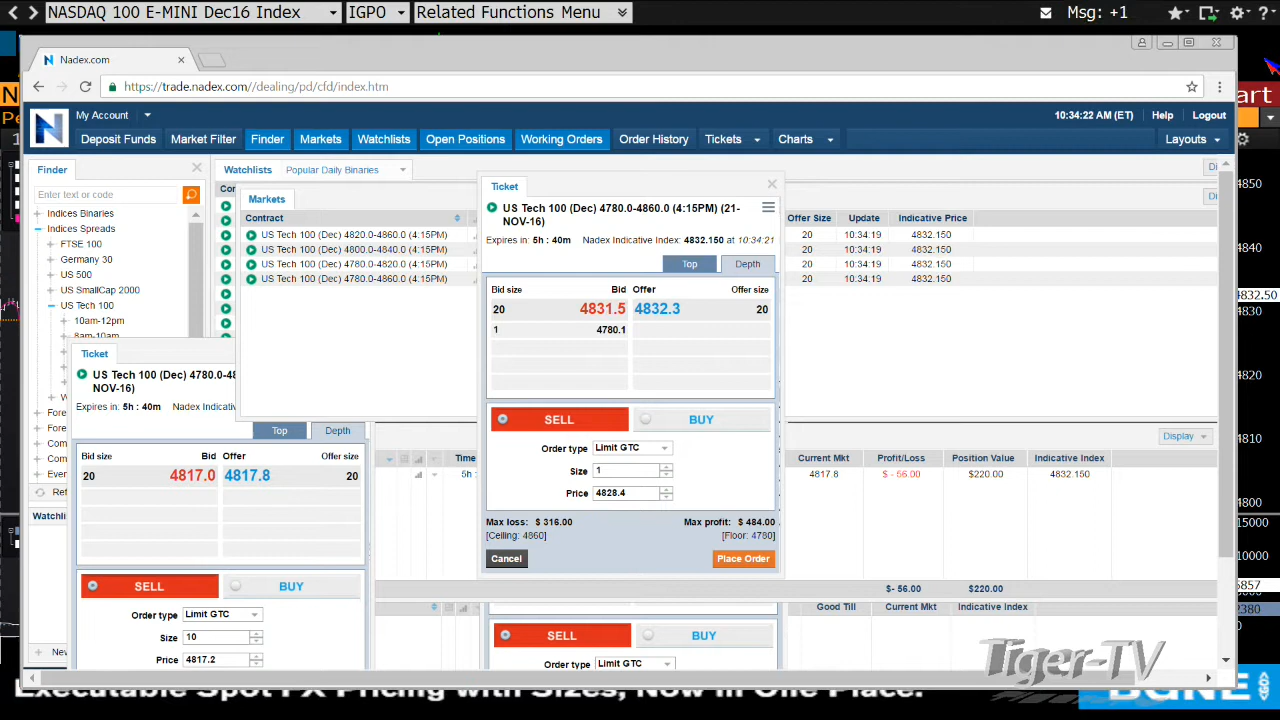 NASDAQ 100 E-MINI Dec16 Index
IGPO
Related Functions Menu
Msg: +1
Nadex.com
https://trade.nadex.com//dealing/pd/cfd/index.htm
My Account
10:34:22 AM (ET)
Help
Logout
Deposit Funds
Market Filter
Finder
Markets
Watchlists
Open Positions
Working Orders
Order History
Tickets
Charts
Layouts
Finder
Enter text or code
Indices Binaries
Indices Spreads
FTSE 100
Germany 30
US 500
US SmallCap 2000
US Tech 100
10am-12pm
8am-10am
Watchlists
Popular Daily Binaries
Markets
Contract
Offer Size
Update
Indicative Price
US Tech 100 (Dec) 4820.0-4860.0 (4:15PM)
20
10:34:19
4832.150
US Tech 100 (Dec) 4800.0-4840.0 (4:15PM)
20
10:34:19
4832.150
US Tech 100 (Dec) 4780.0-4820.0 (4:15PM)
20
10:34:19
4832.150
US Tech 100 (Dec) 4780.0-4860.0 (4:15PM)
20
10:34:19
4832.150
Ticket
US Tech 100 (Dec) 4780.0-4860.0 (4:15PM) (21-
NOV-16)
Expires in: 5h : 40m
Nadex Indicative Index: 4832.150 at 10:34:21
Top
Depth
Bid size
Bid
Offer
Offer size
20
4831.5
4832.3
20
1
4780.1
SELL
BUY
Order type
Limit GTC
Size
1
Price
4828.4
Max loss: $ 316.00
Max profit: $ 484.00
[Ceiling: 4860]
[Floor: 4780]
Cancel
Place Order
Ticket
US Tech 100 (Dec) 4780.0-4
NOV-16)
Expires in: 5h : 40m
Nadex Indicativ
Top
Depth
Bid size
Bid
Offer
Offer size
20
4817.0
4817.8
20
SELL
BUY
Order type
Limit GTC
Size
10
Price
4817.2
Display
Time
Current Mkt
Profit/Loss
Position Value
Indicative Index
5h
4817.8
$ - 56.00
$220.00
4832.150
$- 56.00
$220.00
Good Till
Current Mkt
Indicative Index
SELL
BUY
Order type
Limit GTC
4850
4840
4832.50
4830
4820
4810
4800
15000
10000
Tiger-TV
Executable Spot FX Pricing with Sizes, Now in One Place.